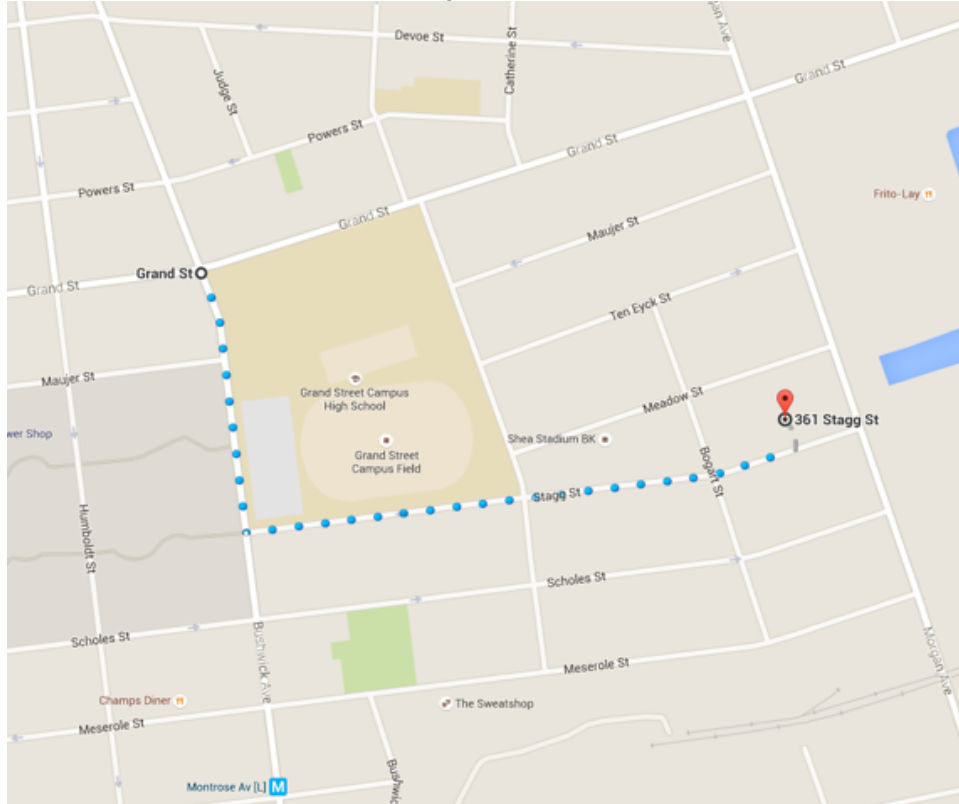 Morgan Ave
Devoe St
Catherine St
Grand St
Judge St
Powers St
Grand St
Powers St
Frito-Lay
Grand St
Maujer St
Grand St
Grand St
Ten Eyck St
Maujer St
Grand Street Campus
High School
Meadow St
361 Stagg St
wer Shop
Shea Stadium BK
Grand Street
Campus Field
Bogart St
Stagg St
Humboldt St
Scholes St
Scholes St
Bushwick Ave
Meserole St
Morgan Ave
Champs Diner
The Sweatshop
Meserole St
Bushwick
Montrose Av [L] M